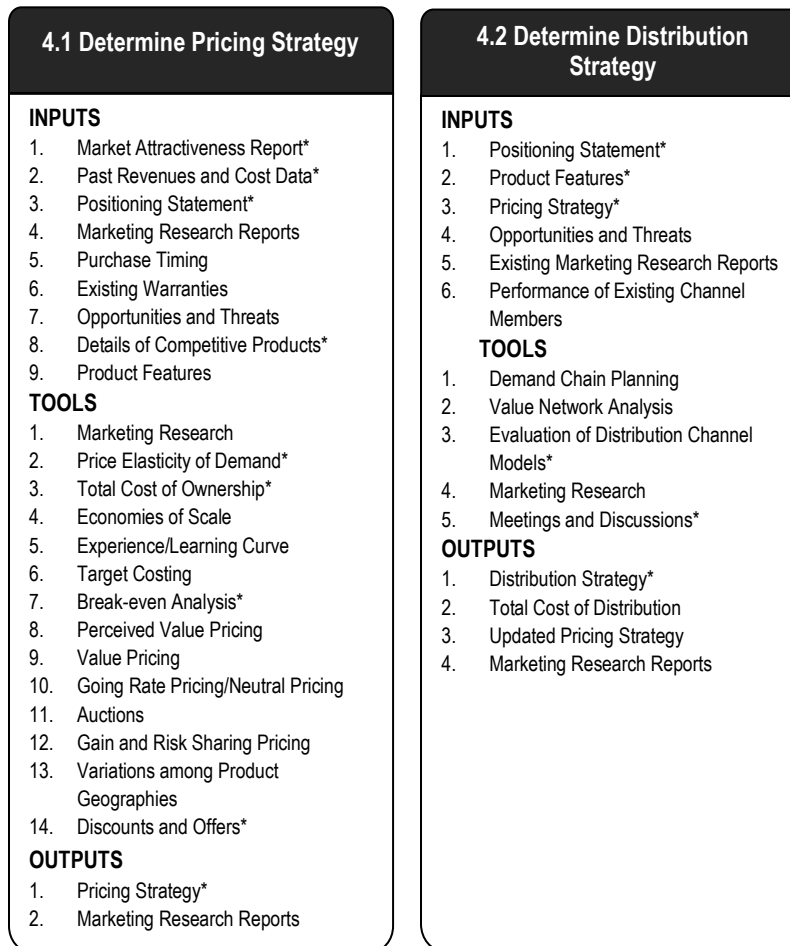 4.1 Determine Pricing Strategy
INPUTS
1. Market Attractiveness Report*
2. Past Revenues and Cost Data*
3. Positioning Statement*
4. Marketing Research Reports
5. Purchase Timing
6. Existing Warranties
7. Opportunities and Threats
8. Details of Competitive Products*
9. Product Features
TOOLS
1. Marketing Research
2. Price Elasticity of Demand*
3. Total Cost of Ownership*
4. Economies of Scale
5. Experience/Learning Curve
6. Target Costing
7. Break-even Analysis*
8. Perceived Value Pricing
9. Value Pricing
10. Going Rate Pricing/Neutral Pricing
11. Auctions
12. Gain and Risk Sharing Pricing
13. Variations among Product
Geographies
14. Discounts and Offers*
OUTPUTS
1. Pricing Strategy*
2. Marketing Research Reports
4.2 Determine Distribution
Strategy
INPUTS
1. Positioning Statement*
2. Product Features*
3. Pricing Strategy*
4. Opportunities and Threats
5. Existing Marketing Research Reports
6. Performance of Existing Channel
Members
TOOLS
1. Demand Chain Planning
2. Value Network Analysis
3. Evaluation of Distribution Channel
Models*
4. Marketing Research
5. Meetings and Discussions*
OUTPUTS
1. Distribution Strategy*
2. Total Cost of Distribution
3. Updated Pricing Strategy
4. Marketing Research Reports